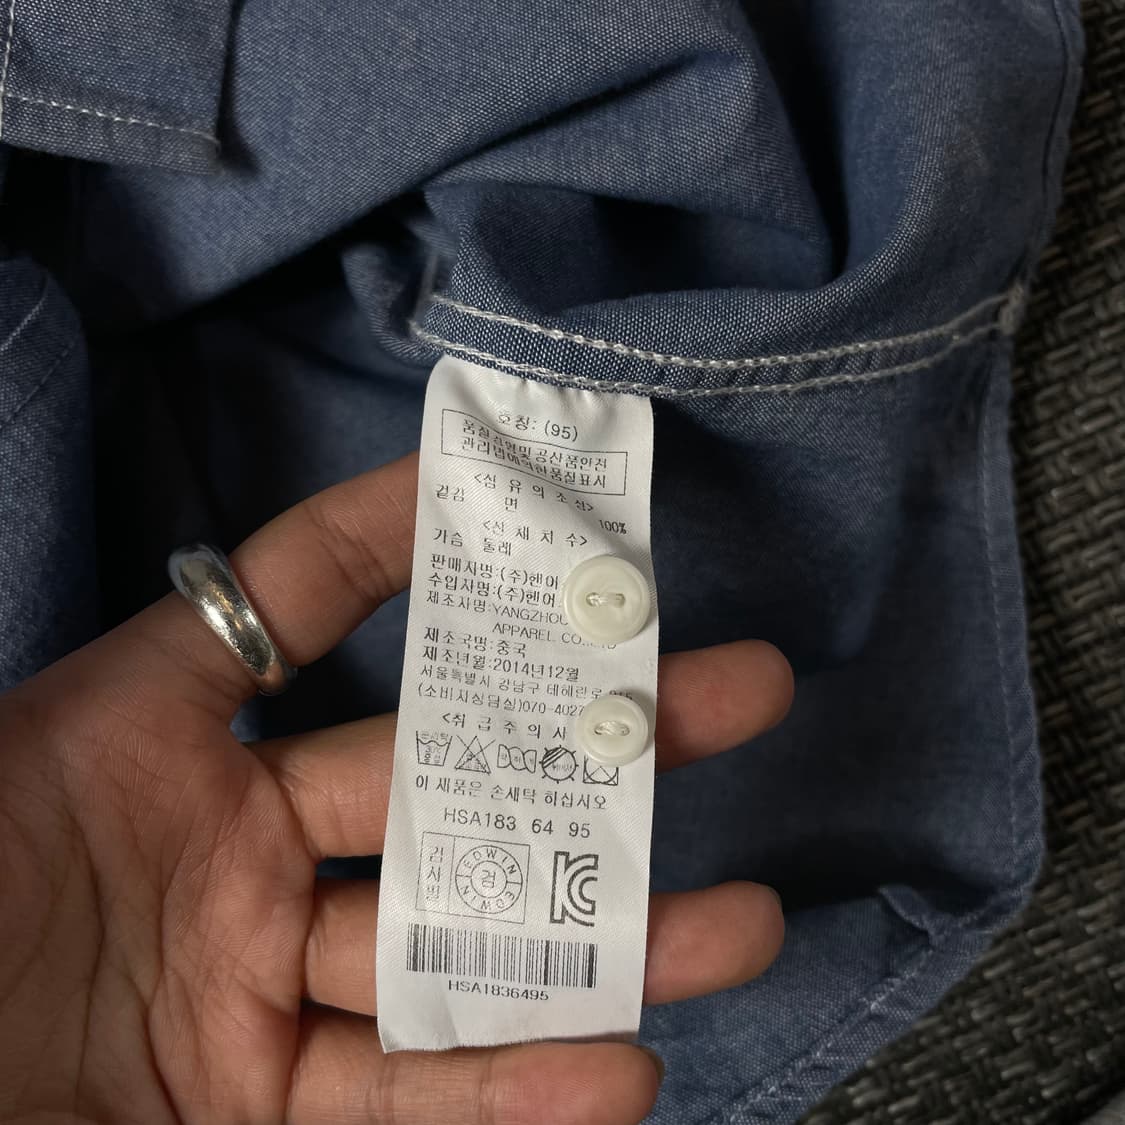 호칭: (95)
품질경영및공산품안전
관리법에의한품질표시
<섬 유 의 조 성>
겉감 면 100%
<신 체 치 수>
가슴 둘레
판매자명:(주)헨어
수입자명:(주)헨어
제조자명:YANGZHOU
APPAREL CO.,LTD
제조국명:중국
제조년월:2014년12월
서울특별시 강남구 테헤란로
(소비자상담실)070-4027
<취 급 주 의 사
이 제품은 손세탁 하십시오
HSA183 64 95
검사필
EDWIN 검 EDWIN
HSA1836495